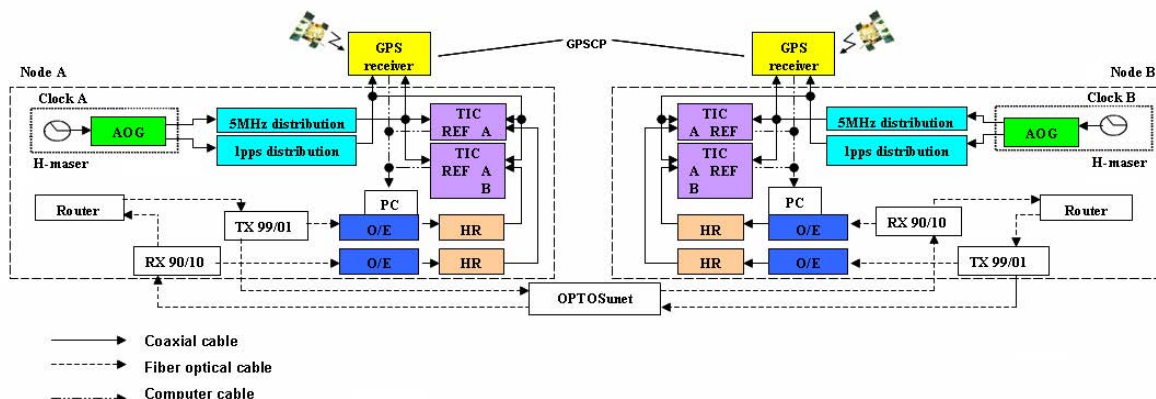 GPS
receiver
GPSCP
GPS
receiver
Node A
Node B
Clock A
AOG
H-maser
5MHz distribution
1pps distribution
TIC
REF A
TIC
REF A
B
TIC
A REF
TIC
A REF
B
5MHz distribution
1pps distribution
Clock B
AOG
H-maser
Router
TX 99/01
RX 90/10
PC
O/E
HR
O/E
HR
HR
PC
O/E
HR
O/E
RX 90/10
Router
TX 99/01
OPTOSunet
Coaxial cable
Fiber optical cable
Computer cable